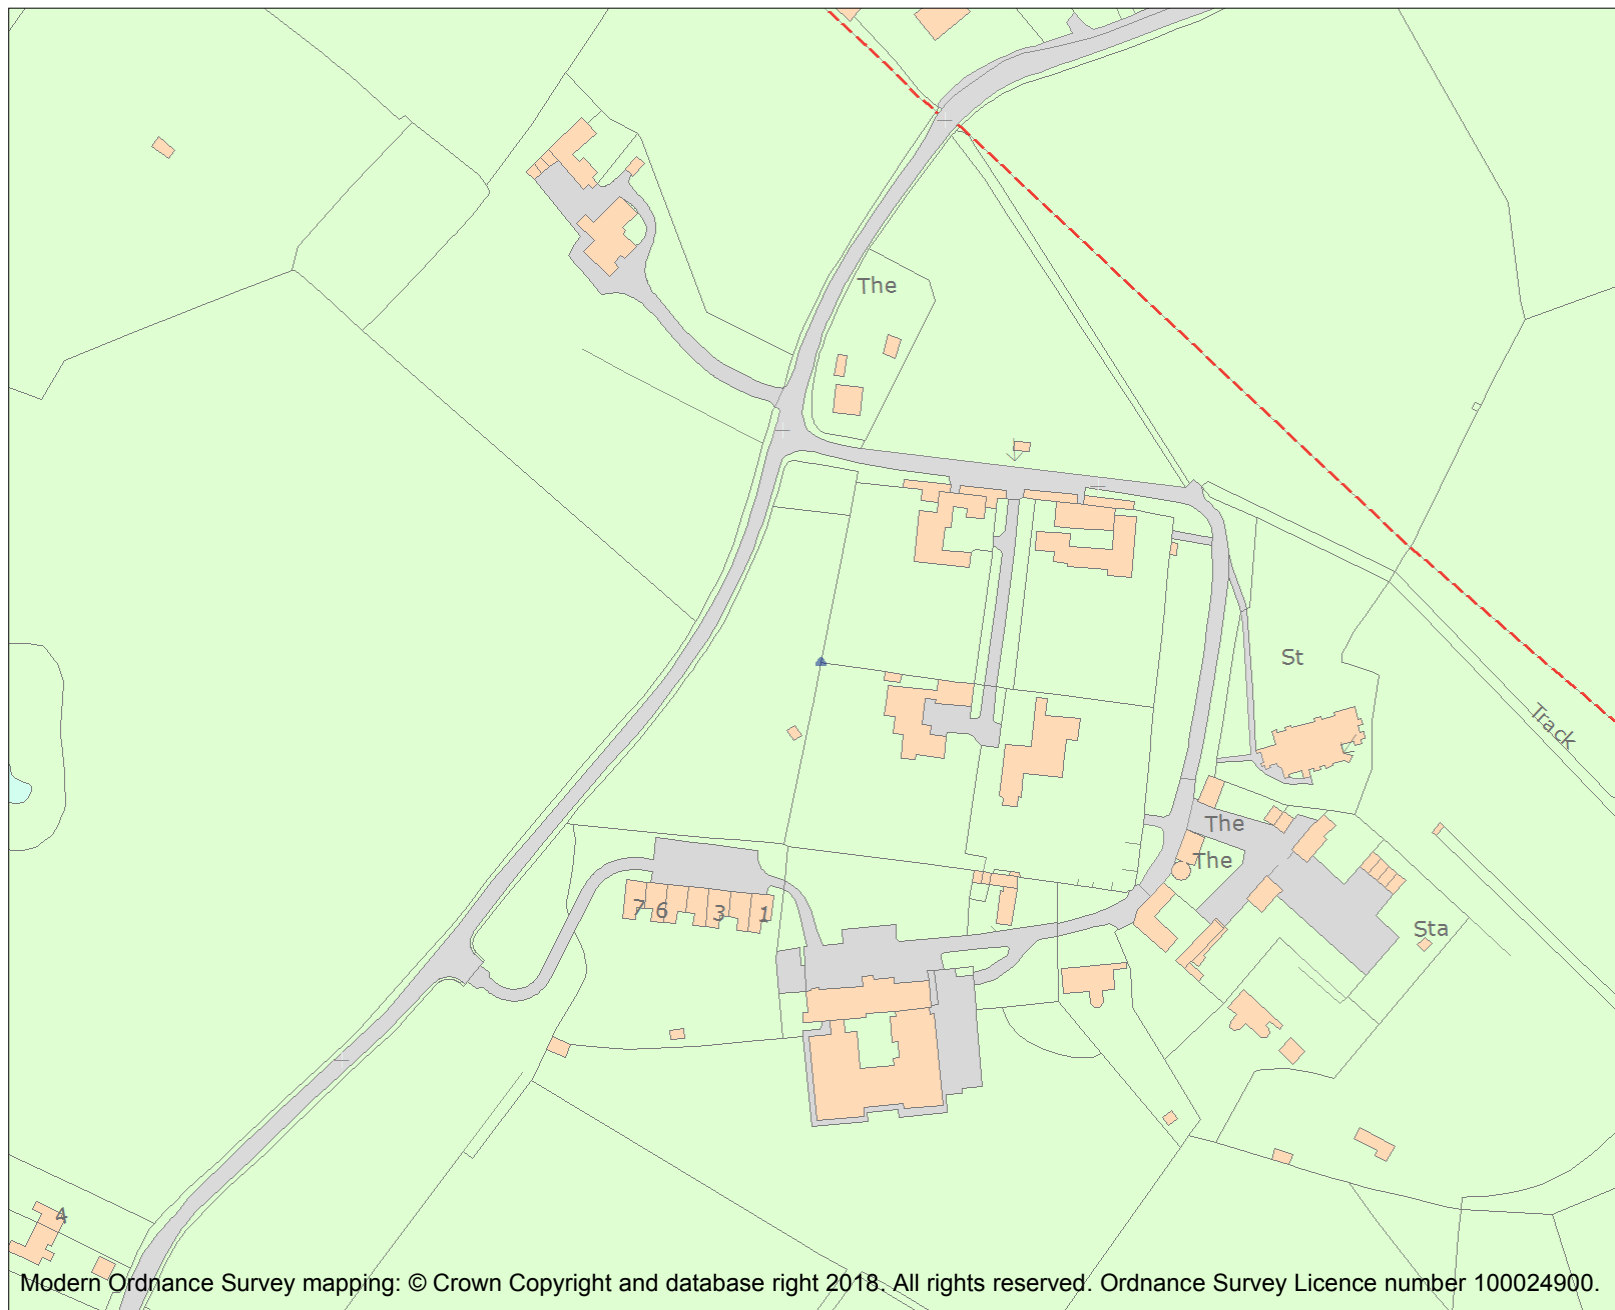 The
St
Track
The
The
7 6 3 1
Sta
4
Modern Ordnance Survey mapping: © Crown Copyright and database right 2018. All rights reserved. Ordnance Survey Licence number 100024900.